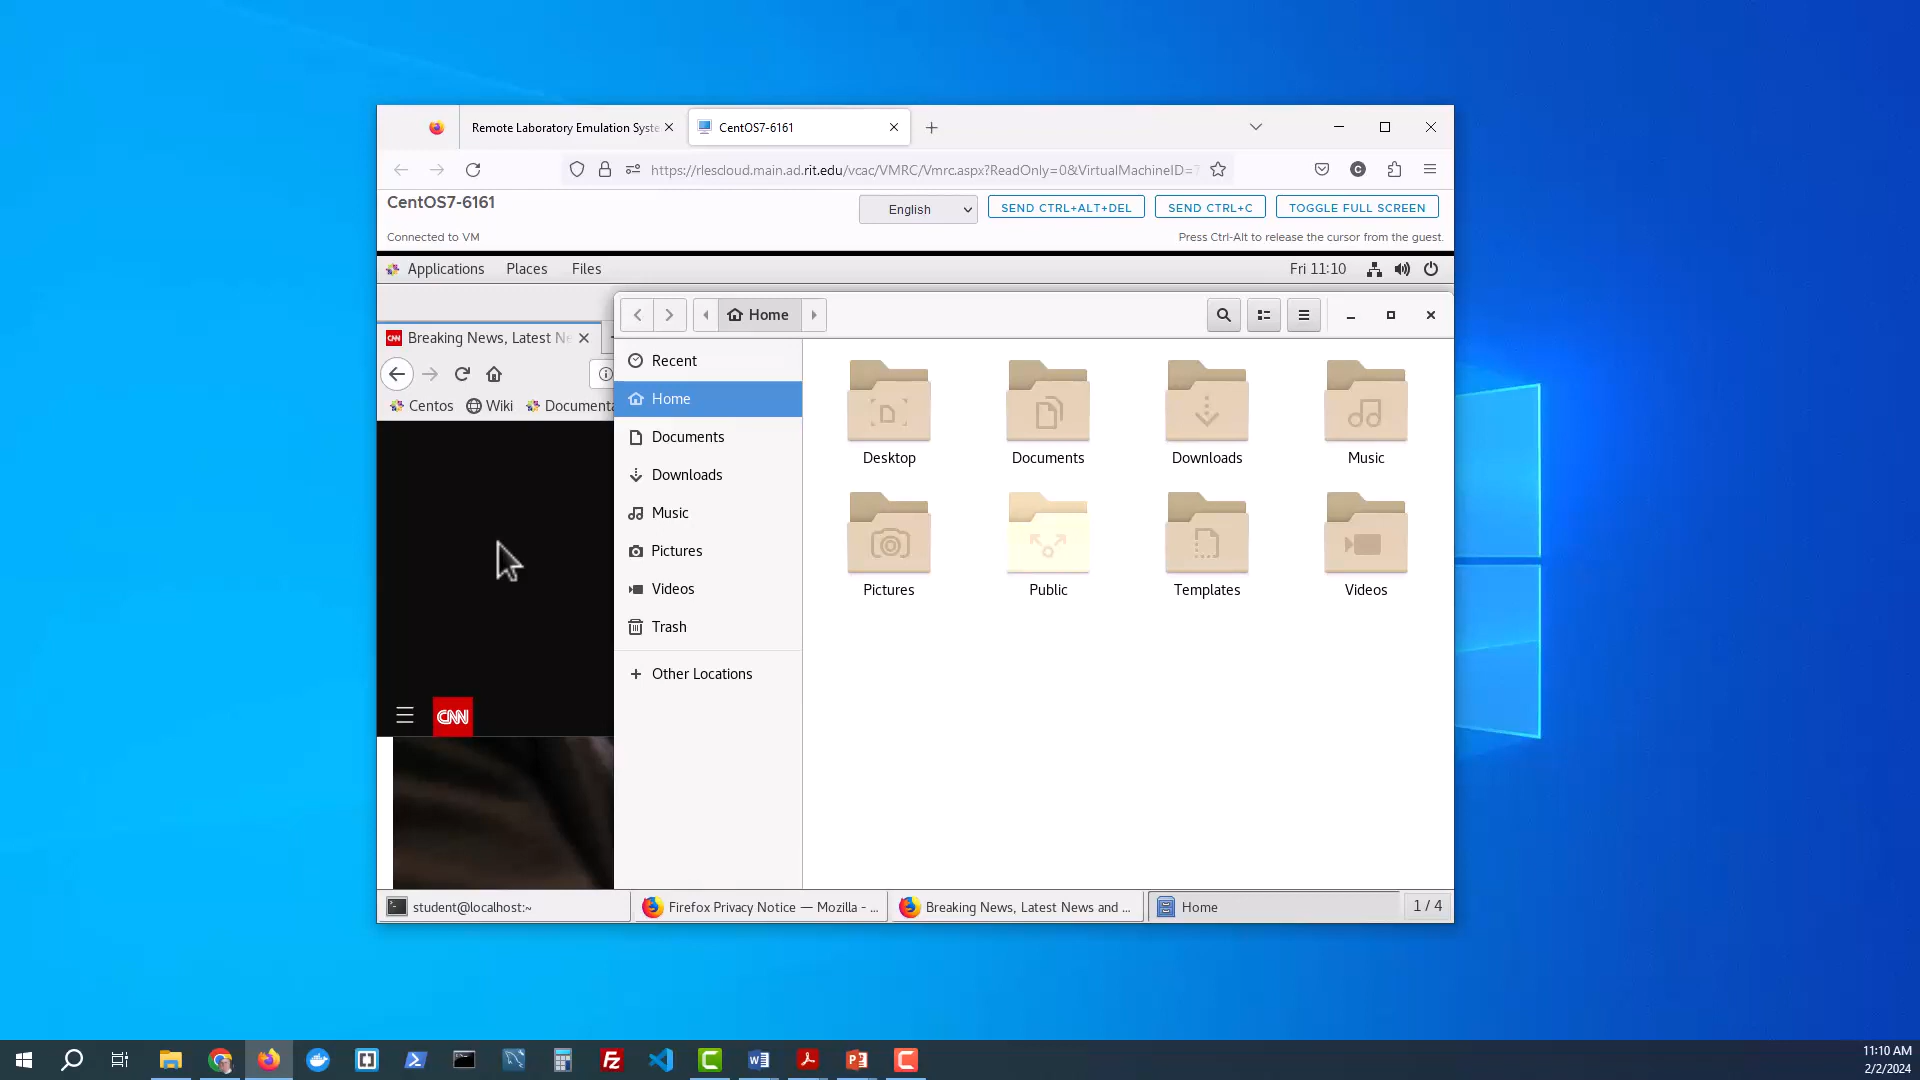 Remote Laboratory Emulation Syste
CentOS7-6161
https://rlescloud.main.ad.rit.edu/vcac/VMRC/Vmrc.aspx?ReadOnly=0&VirtualMachineID=7
CentOS7-6161
English
SEND CTRL+ALT+DEL
SEND CTRL+C
TOGGLE FULL SCREEN
Connected to VM
Press Ctrl-Alt to release the cursor from the guest.
Applications
Places
Files
Fri 11:10
Home
Breaking News, Latest Ne
Centos
Wiki
Documenta
CNN
Recent
Home
Documents
Downloads
Music
Pictures
Videos
Trash
Other Locations
Desktop
Documents
Downloads
Music
Pictures
Public
Templates
Videos
student@localhost:~
Firefox Privacy Notice — Mozilla - ...
Breaking News, Latest News and ...
Home
1 / 4
11:10 AM
2/2/2024